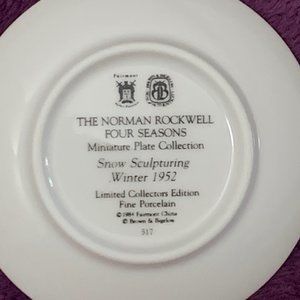 Fairmont
THE NORMAN ROCKWELL
FOUR SEASONS
Miniature Plate Collection
Snow Sculpturing
Winter 1952
Limited Collectors Edition
Fine Porcelain
© 1984 Fairmont China
© Brown & Bigelow
517